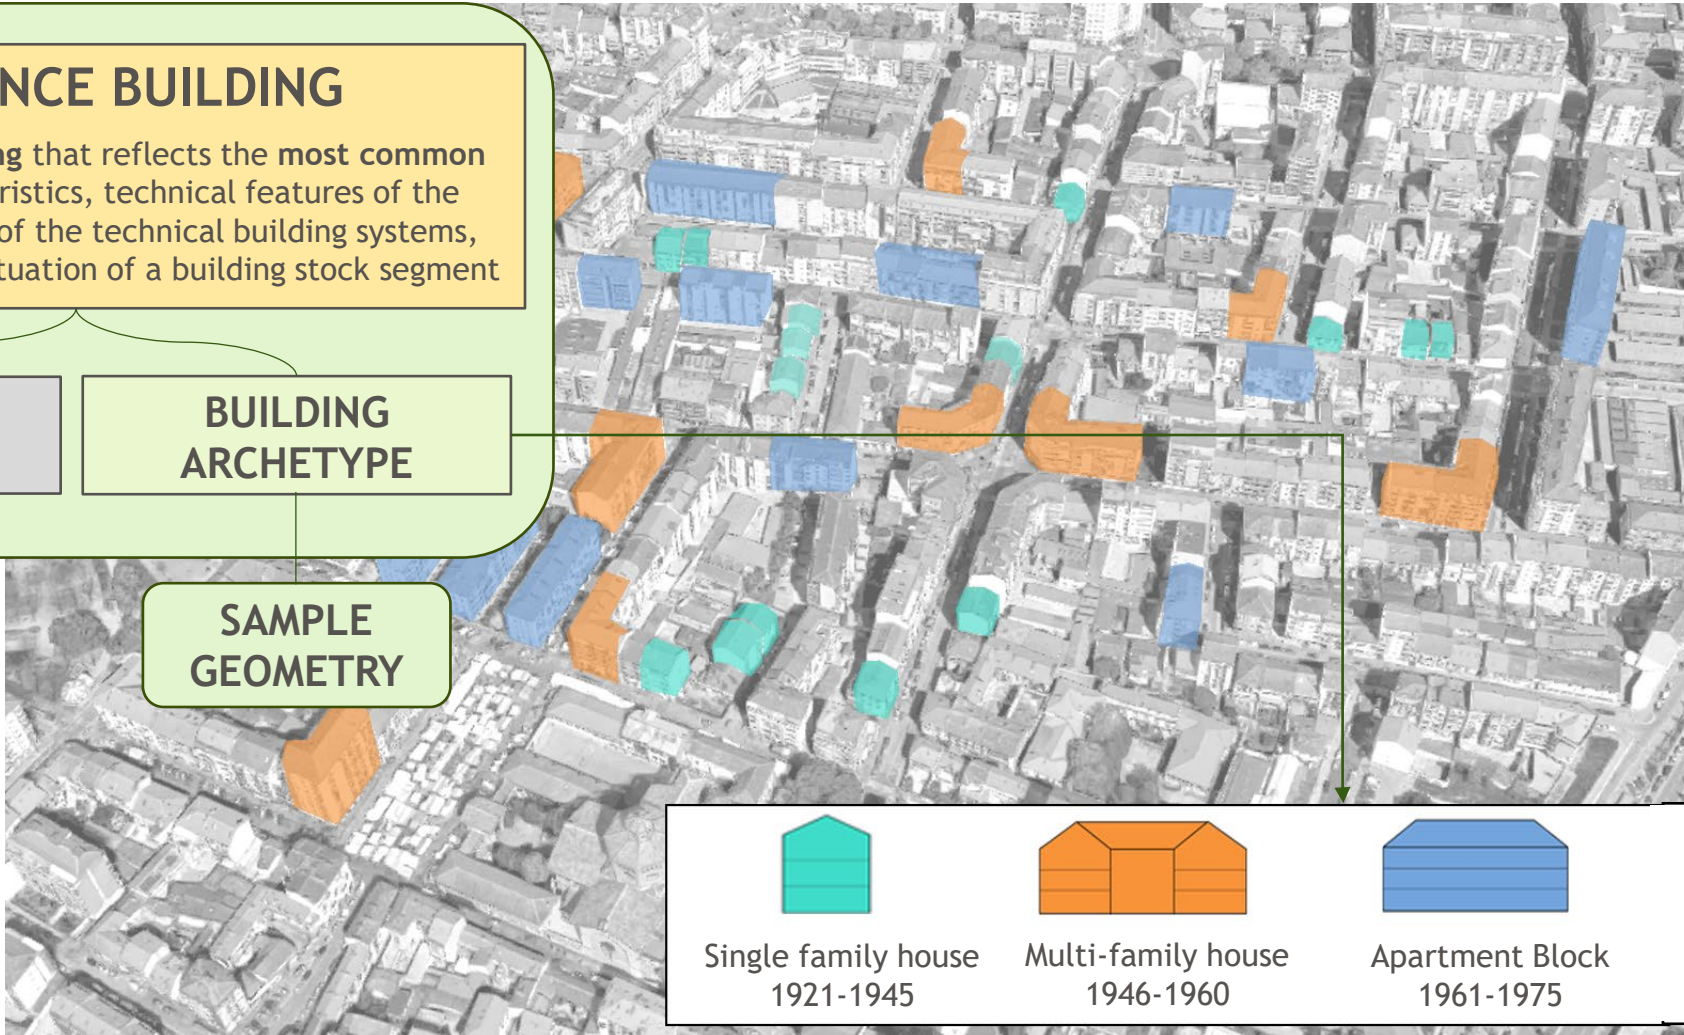 NCE BUILDING
ng that reflects the most common
ristics, technical features of the
of the technical building systems,
tuation of a building stock segment
BUILDING
ARCHETYPE
SAMPLE
GEOMETRY
Single family house
1921-1945
Multi-family house
1946-1960
Apartment Block
1961-1975